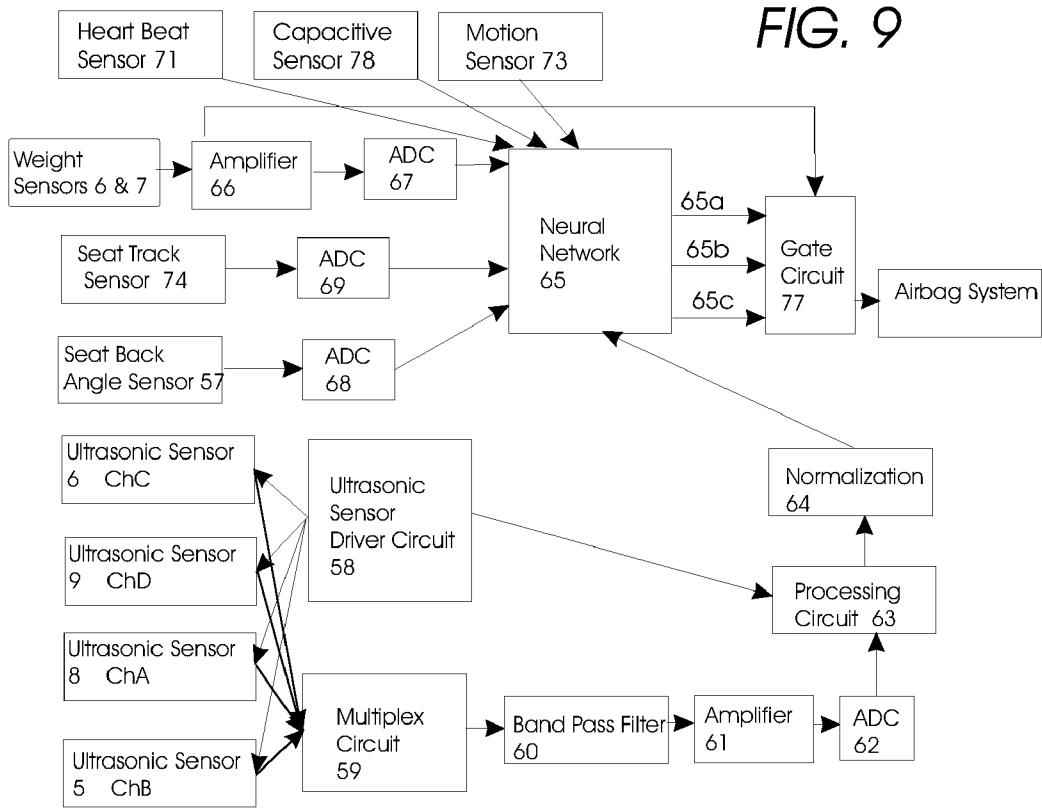 FIG. 9
Heart Beat
Sensor 71
Capacitive
Sensor 78
Motion
Sensor 73
Weight
Sensors 6 & 7
Amplifier
66
ADC
67
Seat Track
Sensor 74
ADC
69
Seat Back
Angle Sensor 57
ADC
68
Neural
Network
65
65a
65b
65c
Gate
Circuit
77
Airbag System
Ultrasonic Sensor
6 ChC
Ultrasonic Sensor
9 ChD
Ultrasonic Sensor
8 ChA
Ultrasonic Sensor
5 ChB
Ultrasonic
Sensor
Driver Circuit
58
Multiplex
Circuit
59
Band Pass Filter
60
Amplifier
61
ADC
62
Processing
Circuit 63
Normalization
64